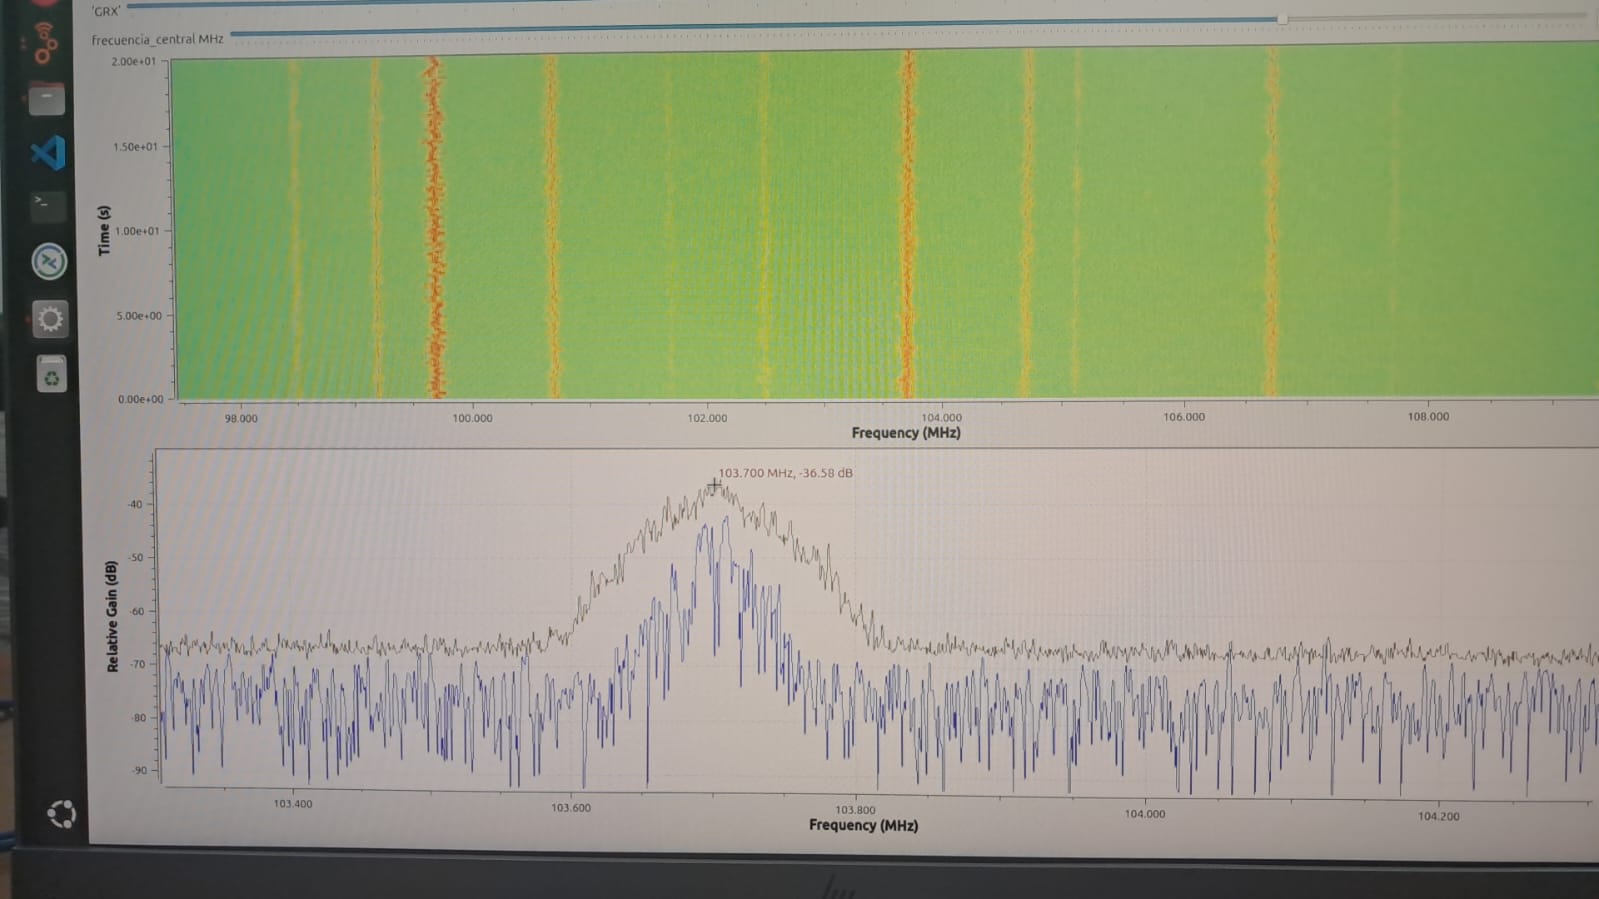 'GRX'
frecuencia_central MHz
2.00e+01
1.50e+01
1.00e+01
5.00e+00
0.00e+00
Time (s)
98.000 100.000 102.000 104.000 106.000 108.000
Frequency (MHz)
103.700 MHz, -36.58 dB
-40
-50
-60
-70
-80
-90
Relative Gain (dB)
103.400 103.600 103.800 104.000 104.200
Frequency (MHz)
hp